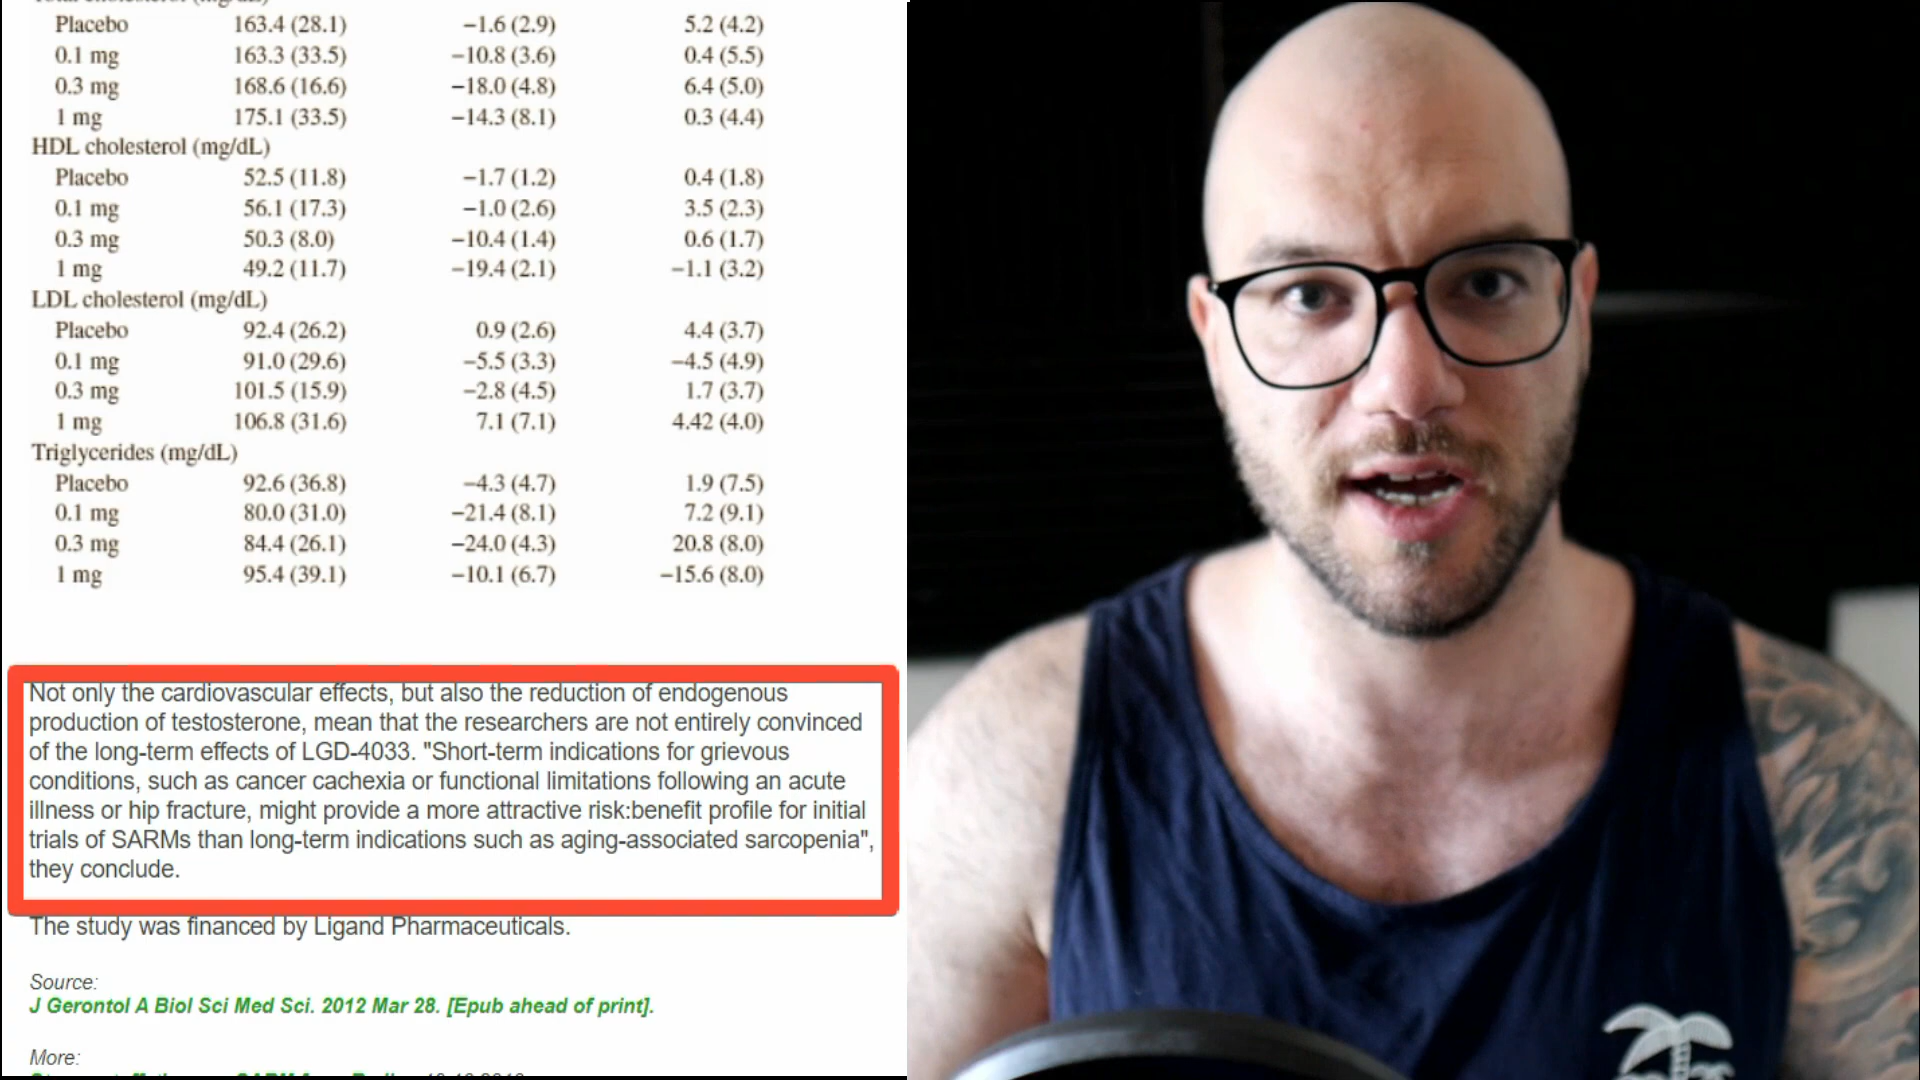 Placebo 163.4 (28.1) −1.6 (2.9) 5.2 (4.2)
0.1 mg 163.3 (33.5) −10.8 (3.6) 0.4 (5.5)
0.3 mg 168.6 (16.6) −18.0 (4.8) 6.4 (5.0)
1 mg 175.1 (33.5) −14.3 (8.1) 0.3 (4.4)
HDL cholesterol (mg/dL)
Placebo 52.5 (11.8) −1.7 (1.2) 0.4 (1.8)
0.1 mg 56.1 (17.3) −1.0 (2.6) 3.5 (2.3)
0.3 mg 50.3 (8.0) −10.4 (1.4) 0.6 (1.7)
1 mg 49.2 (11.7) −19.4 (2.1) −1.1 (3.2)
LDL cholesterol (mg/dL)
Placebo 92.4 (26.2) 0.9 (2.6) 4.4 (3.7)
0.1 mg 91.0 (29.6) −5.5 (3.3) −4.5 (4.9)
0.3 mg 101.5 (15.9) −2.8 (4.5) 1.7 (3.7)
1 mg 106.8 (31.6) 7.1 (7.1) 4.42 (4.0)
Triglycerides (mg/dL)
Placebo 92.6 (36.8) −4.3 (4.7) 1.9 (7.5)
0.1 mg 80.0 (31.0) −21.4 (8.1) 7.2 (9.1)
0.3 mg 84.4 (26.1) −24.0 (4.3) 20.8 (8.0)
1 mg 95.4 (39.1) −10.1 (6.7) −15.6 (8.0)
Not only the cardiovascular effects, but also the reduction of endogenous
production of testosterone, mean that the researchers are not entirely convinced
of the long-term effects of LGD-4033. "Short-term indications for grievous
conditions, such as cancer cachexia or functional limitations following an acute
illness or hip fracture, might provide a more attractive risk:benefit profile for initial
trials of SARMs than long-term indications such as aging-associated sarcopenia",
they conclude.
The study was financed by Ligand Pharmaceuticals.
Source:
J Gerontol A Biol Sci Med Sci. 2012 Mar 28. [Epub ahead of print].
More: